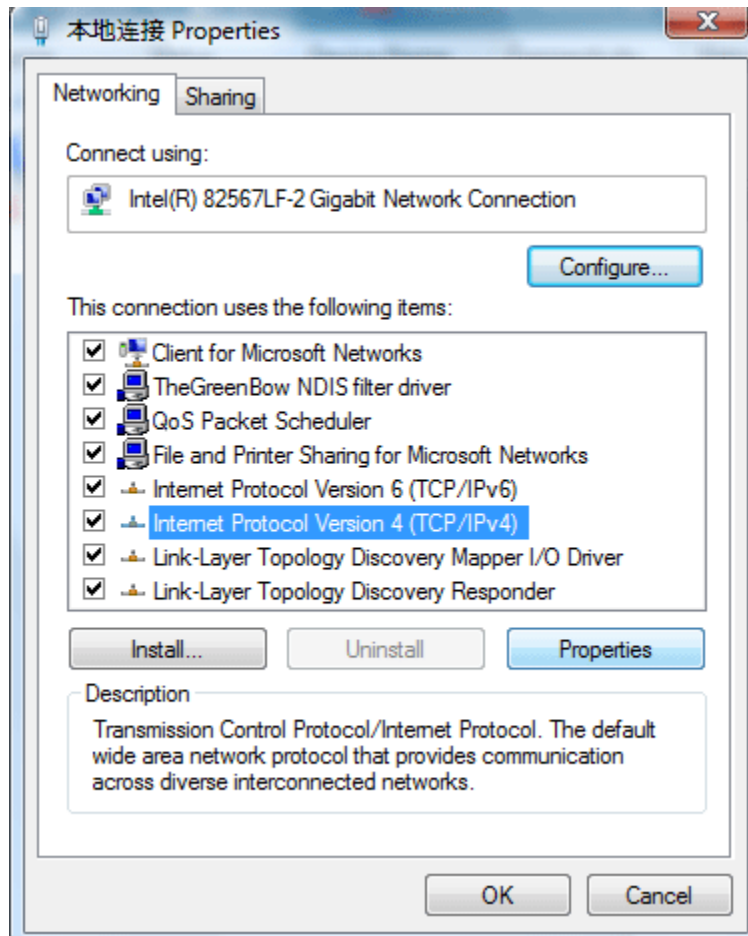 本地连接 Properties
Networking
Sharing
Connect using:
Intel(R) 82567LF-2 Gigabit Network Connection
Configure...
This connection uses the following items:
Client for Microsoft Networks
TheGreenBow NDIS filter driver
QoS Packet Scheduler
File and Printer Sharing for Microsoft Networks
Internet Protocol Version 6 (TCP/IPv6)
Internet Protocol Version 4 (TCP/IPv4)
Link-Layer Topology Discovery Mapper I/O Driver
Link-Layer Topology Discovery Responder
Install...
Uninstall
Properties
Description
Transmission Control Protocol/Internet Protocol. The default
wide area network protocol that provides communication
across diverse interconnected networks.
OK
Cancel